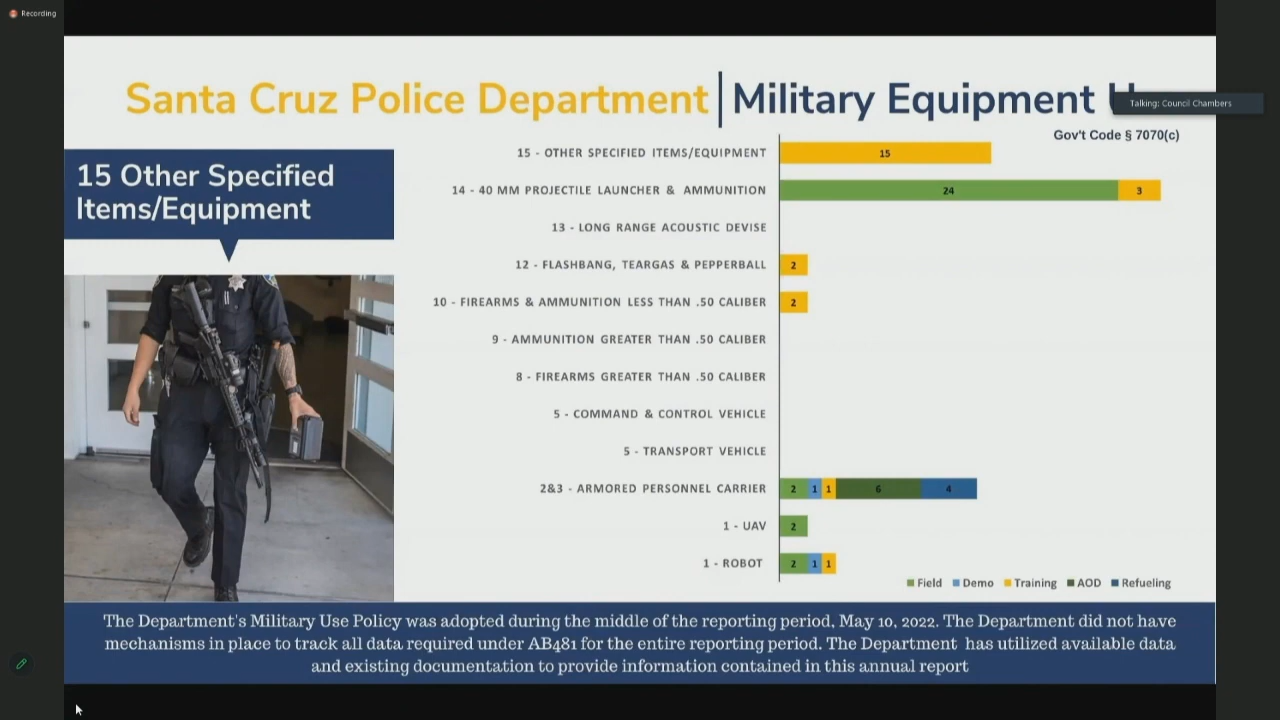 Recording
Santa Cruz Police Department Military Equipment
Talking: Council Chambers
Gov't Code § 7070(c)
15 Other Specified
Items/Equipment
15 - OTHER SPECIFIED ITEMS/EQUIPMENT 15
14 - 40 MM PROJECTILE LAUNCHER & AMMUNITION 24 3
13 - LONG RANGE ACOUSTIC DEVISE
12 - FLASHBANG, TEARGAS & PEPPERBALL 2
10 - FIREARMS & AMMUNITION LESS THAN .50 CALIBER 2
9 - AMMUNITION GREATER THAN .50 CALIBER
8 - FIREARMS GREATER THAN .50 CALIBER
5 - COMMAND & CONTROL VEHICLE
5 - TRANSPORT VEHICLE
2&3 - ARMORED PERSONNEL CARRIER 2 1 1 6 4
1 - UAV 2
1 - ROBOT 2 1 1
Field Demo Training AOD Refueling
The Department's Military Use Policy was adopted during the middle of the reporting period, May 10, 2022. The Department did not have
mechanisms in place to track all data required under AB481 for the entire reporting period. The Department has utilized available data
and existing documentation to provide information contained in this annual report